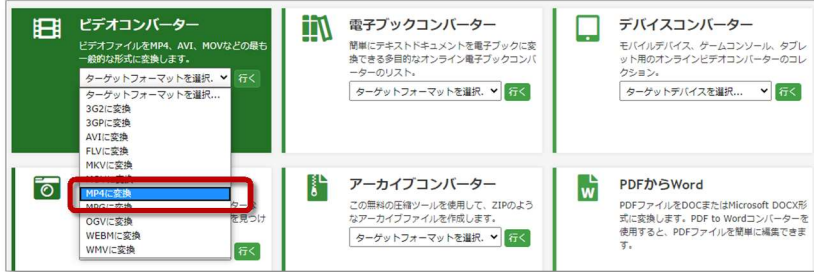 ビデオコンバーター
ビデオファイルをMP4、AVI、MOVなどの最も
一般的な形式に変換します。
ターゲットフォーマットを選択.
行く
ターゲットフォーマットを選択...
3G2に変換
3GPに変換
AVIに変換
FLVに変換
MKVに変換
MP4に変換
MPGに変換
OGVに変換
WEBMに変換
WMVに変換
を見つけ
行く
電子ブックコンバーター
簡単にテキストドキュメントを電子ブックに変
換できる多目的なオンライン電子ブックコンバ
ーターのリスト。
ターゲットフォーマットを選択.
行く
デバイスコンバーター
モバイルデバイス、ゲームコンソール、タブレ
ット用のオンラインビデオコンバーターのコレ
クション。
ターゲットデバイスを選択...
行く
アーカイブコンバーター
この無料の圧縮ツールを使用して、ZIPのよう
なアーカイブファイルを作成します。
ターゲットフォーマットを選択.
行く
W
PDFからWord
PDFファイルをDOCまたはMicrosoft DOCX形
式に変換します。PDF to Wordコンバーターを
使用すると、PDFファイルを簡単に編集できま
す。